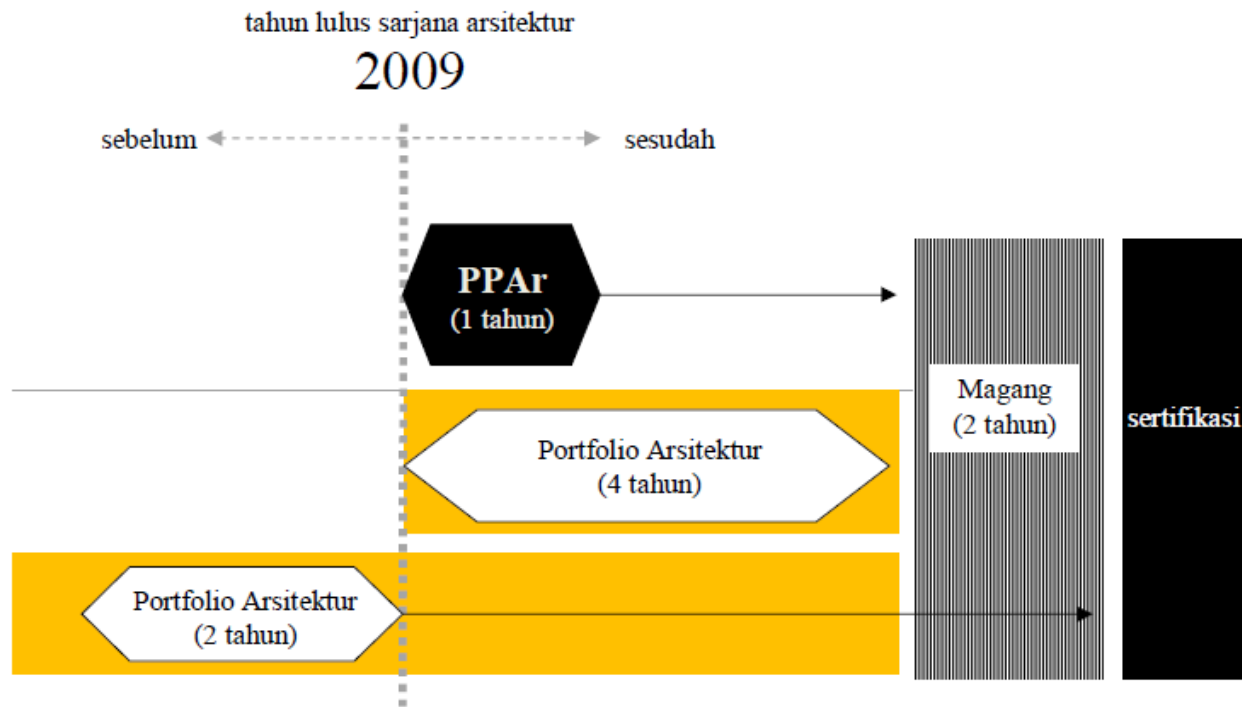 tahun lulus sarjana arsitektur
2009
sebelum
sesudah
PPAr
(1 tahun)
Magang
(2 tahun)
sertifikasi
Portfolio Arsitektur
(4 tahun)
Portfolio Arsitektur
(2 tahun)